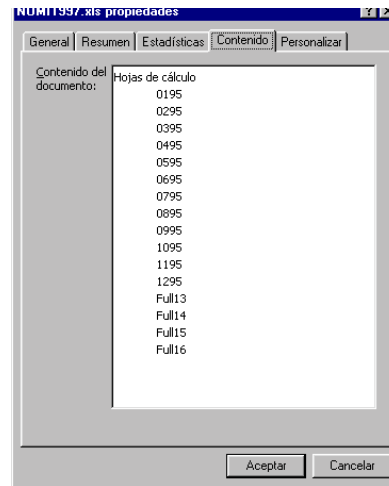 NUMI1997.xls propiedades
General Resumen Estadísticas Contenido Personalizar
Contenido del documento:
Hojas de cálculo
0195
0295
0395
0495
0595
0695
0795
0895
0995
1095
1195
1295
Full13
Full14
Full15
Full16
Aceptar Cancelar